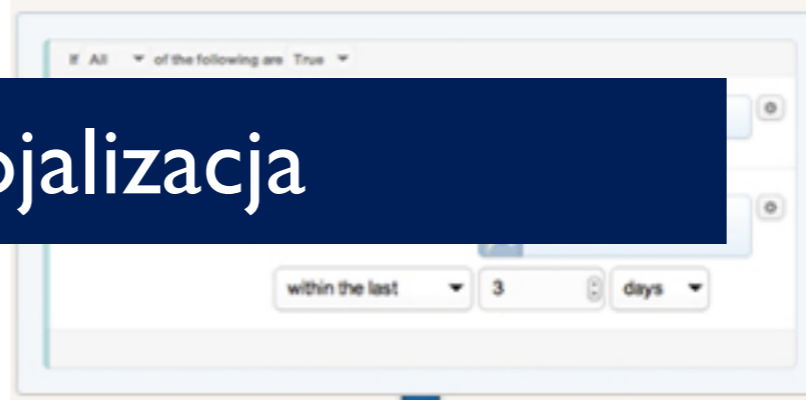 If All of the following are True
ojalizacja
within the last 3 days